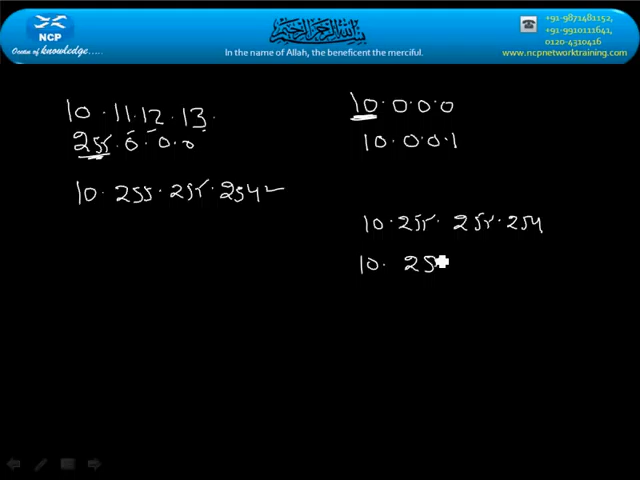 NCP
Ocean of knowledge.....
بسم الله الرحمن الرحيم
In the name of Allah, the beneficent the merciful.
+91-9871481152,
+91-9910111641,
0120-4310416
www.ncpnetworktraining.com
10.11.12.13.
255.0.0.0
10.255.255.254
10.0.0.0
10.0.0.1
10.255.255.254
10. 25